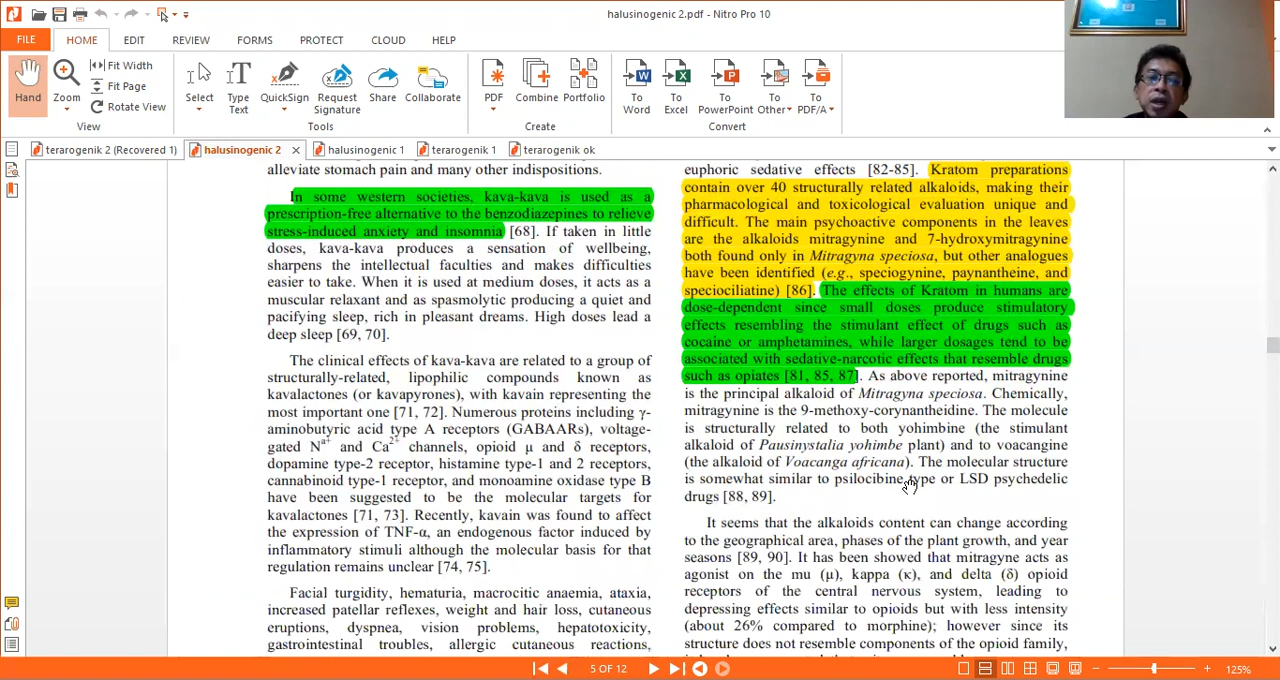 halusinogenic 2.pdf - Nitro Pro 10
FILE
HOME
EDIT
REVIEW
FORMS
PROTECT
CLOUD
HELP
Hand
Zoom
Fit Width
Fit Page
Rotate View
View
Select
Type Text
QuickSign
Request Signature
Share
Collaborate
Tools
PDF
Combine
Portfolio
Create
To Word
To Excel
To PowerPoint
To Other
To PDF/A
Convert
terarogenik 2 (Recovered 1)
halusinogenic 2
halusinogenic 1
terarogenik 1
terarogenik ok
alleviate stomach pain and many other indispositions.
In some western societies, kava-kava is used as a
prescription-free alternative to the benzodiazepines to relieve
stress-induced anxiety and insomnia [68]. If taken in little
doses, kava-kava produces a sensation of wellbeing,
sharpens the intellectual faculties and makes difficulties
easier to take. When it is used at medium doses, it acts as a
muscular relaxant and as spasmolytic producing a quiet and
pacifying sleep, rich in pleasant dreams. High doses lead a
deep sleep [69, 70].
The clinical effects of kava-kava are related to a group of
structurally-related, lipophilic compounds known as
kavalactones (or kavapyrones), with kavain representing the
most important one [71, 72]. Numerous proteins including γ-
aminobutyric acid type A receptors (GABAARs), voltage-
gated Na+ and Ca2+ channels, opioid μ and δ receptors,
dopamine type-2 receptor, histamine type-1 and 2 receptors,
cannabinoid type-1 receptor, and monoamine oxidase type B
have been suggested to be the molecular targets for
kavalactones [71, 73]. Recently, kavain was found to affect
the expression of TNF-α, an endogenous factor induced by
inflammatory stimuli although the molecular basis for that
regulation remains unclear [74, 75].
Facial turgidity, hematuria, macrocitic anaemia, ataxia,
increased patellar reflexes, weight and hair loss, cutaneous
eruptions, dyspnea, vision problems, hepatotoxicity,
gastrointestinal troubles, allergic cutaneous reactions,
euphoric sedative effects [82-85]. Kratom preparations
contain over 40 structurally related alkaloids, making their
pharmacological and toxicological evaluation unique and
difficult. The main psychoactive components in the leaves
are the alkaloids mitragynine and 7-hydroxymitragynine
both found only in Mitragyna speciosa, but other analogues
have been identified (e.g., speciogynine, paynantheine, and
speciociliatine) [86]. The effects of Kratom in humans are
dose-dependent since small doses produce stimulatory
effects resembling the stimulant effect of drugs such as
cocaine or amphetamines, while larger dosages tend to be
associated with sedative-narcotic effects that resemble drugs
such as opiates [81, 85, 87]. As above reported, mitragynine
is the principal alkaloid of Mitragyna speciosa. Chemically,
mitragynine is the 9-methoxy-corynantheidine. The molecule
is structurally related to both yohimbine (the stimulant
alkaloid of Pausinystalia yohimbe plant) and to voacangine
(the alkaloid of Voacanga africana). The molecular structure
is somewhat similar to psilocibine type or LSD psychedelic
drugs [88, 89].
It seems that the alkaloids content can change according
to the geographical area, phases of the plant growth, and year
seasons [89, 90]. It has been showed that mitragyne acts as
agonist on the mu (μ), kappa (κ), and delta (δ) opioid
receptors of the central nervous system, leading to
depressing effects similar to opioids but with less intensity
(about 26% compared to morphine); however since its
structure does not resemble components of the opioid family,
5 OF 12
125%